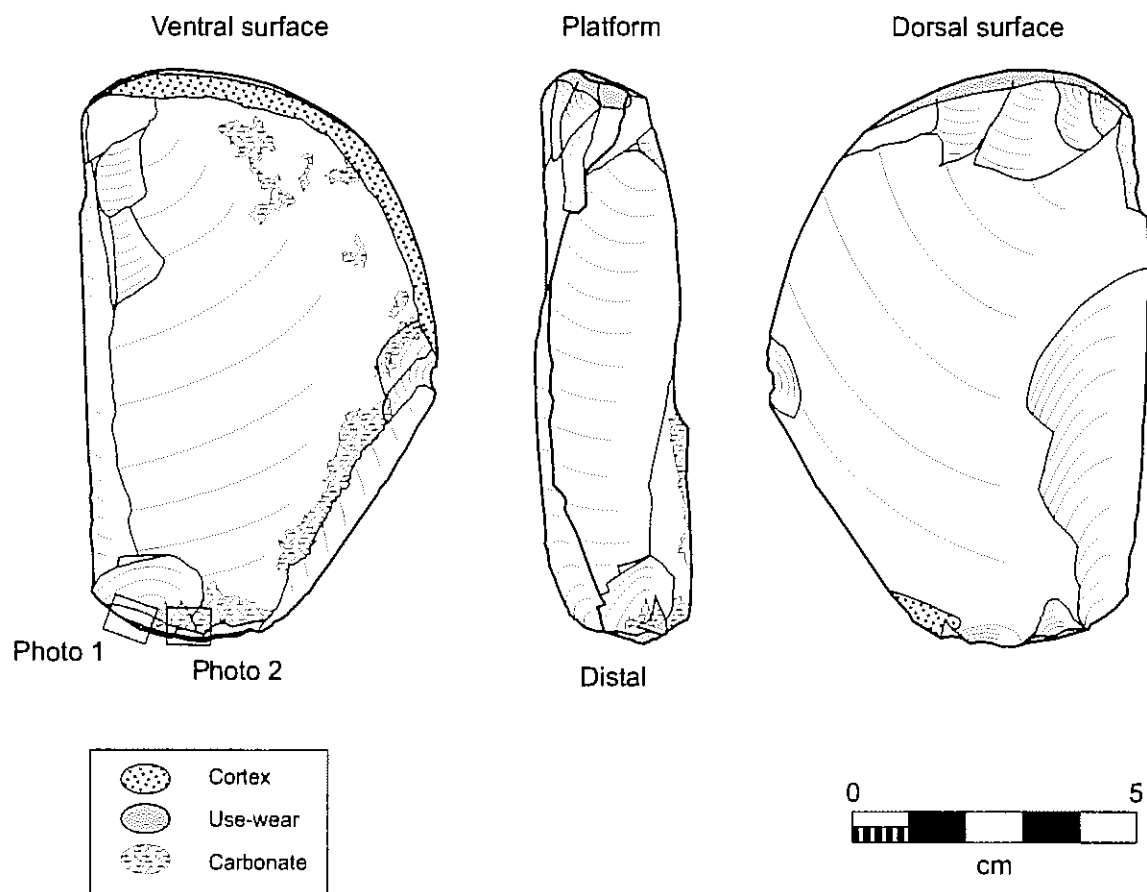 Ventral surface
Platform
Dorsal surface
Photo 1
Photo 2
Distal
Cortex
Use-wear
Carbonate
0 5
cm